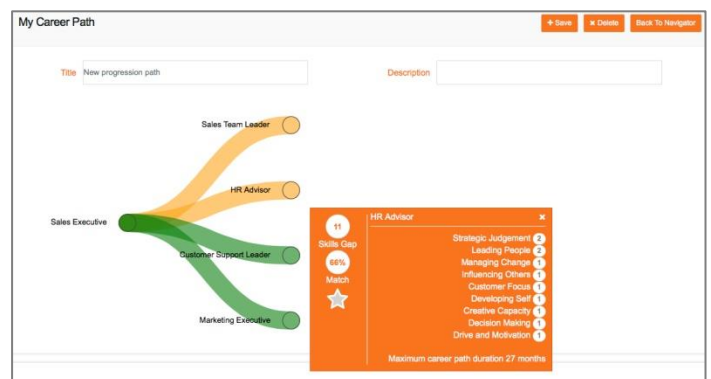 My Career Path
+ Save
× Delete
Back To Navigator
Title
New progression path
Description
Sales Team Leader
HR Advisor
Sales Executive
Customer Support Leader
Marketing Executive
11
Skills Gap
66%
Match
HR Advisor
×
Strategic Judgement 2
Leading People 2
Managing Change 1
Influencing Others 1
Customer Focus 1
Developing Self 1
Creative Capacity 1
Decision Making 1
Drive and Motivation 1
Maximum career path duration 27 months